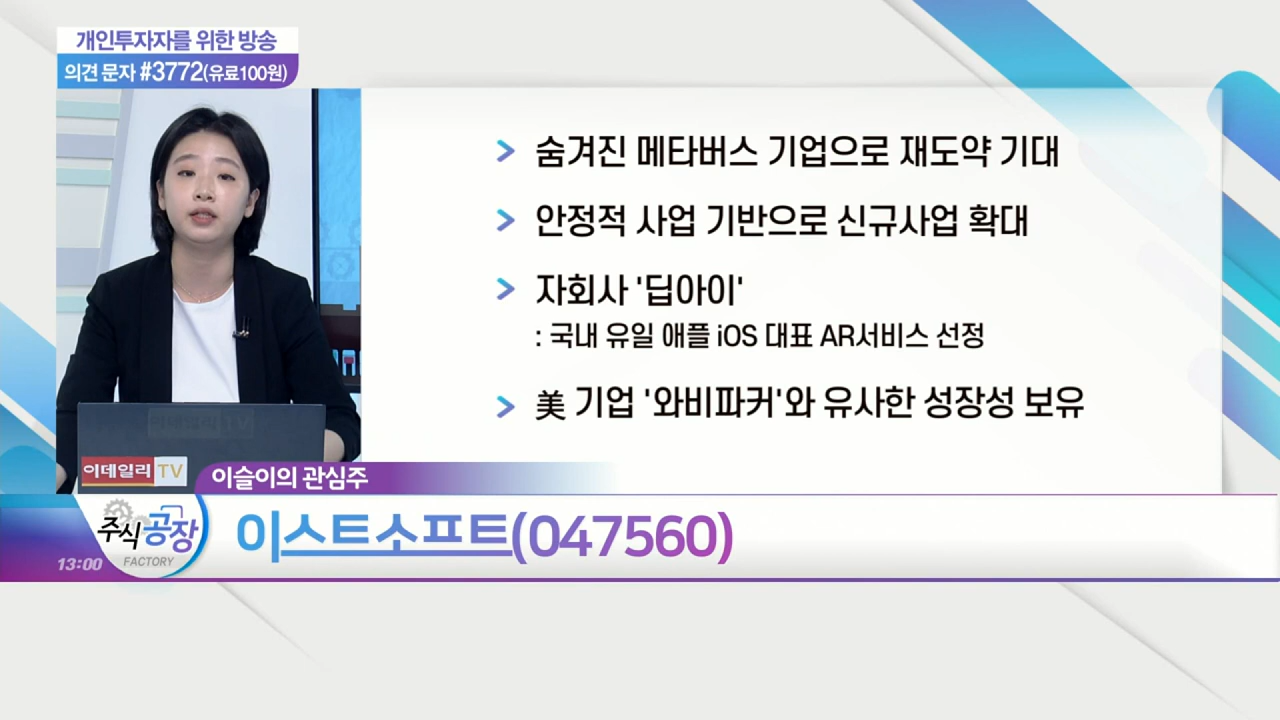 개인투자자를 위한 방송
의견 문자 #3772(유료100원)
> 숨겨진 메타버스 기업으로 재도약 기대
> 안정적 사업 기반으로 신규사업 확대
> 자회사 '딥아이'
: 국내 유일 애플 iOS 대표 AR서비스 선정
> 美 기업 '와비파커'와 유사한 성장성 보유
이데일리TV
이데일리TV
이슬이의 관심주
주식공장
FACTORY
13:00
이스트소프트(047560)